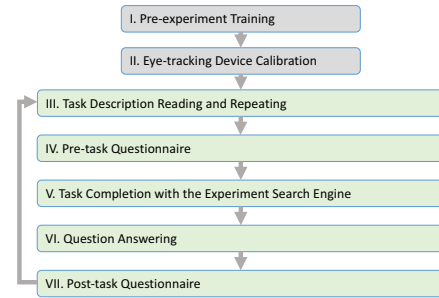 I. Pre-experiment Training
II. Eye-tracking Device Calibration
III. Task Description Reading and Repeating
IV. Pre-task Questionnaire
V. Task Completion with the Experiment Search Engine
VI. Question Answering
VII. Post-task Questionnaire